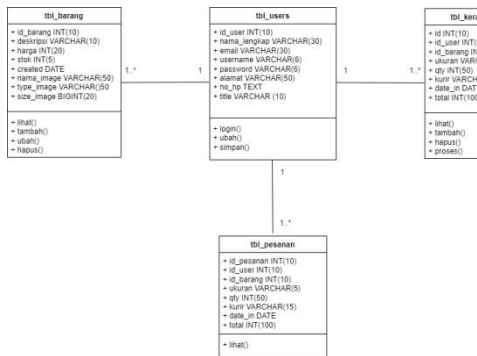 tbl_barang
+ id_barang INT(10)
+ deskripsi VARCHAR(10)
+ harga INT(20)
+ stok INT(5)
+ created DATE
+ nama_image VARCHAR(50)
+ type_image VARCHAR()50
+ size_image BIGINT(20)
+ lihat()
+ tambah()
+ ubah()
+ hapus()
1..*
1
tbl_users
+ id_user INT(10)
+ nama_lengkap VARCHAR(30)
+ email VARCHAR(30)
+ username VARCHAR(6)
+ password VARCHAR(6)
+ alamat VARCHAR(50)
+ no_hp TEXT
+ title VARCHAR (10)
+ login()
+ ubah()
+ simpan()
1
1..*
tbl_kera
+ id INT(10)
+ id_user INT(1
+ id_barang IN
+ ukuran VARC
+ qty INT(50)
+ kurir VARCHA
+ date_in DATE
+ total INT(100
+ lihat()
+ tambah()
+ hapus()
+ proses()
1
1..*
tbl_pesanan
+ id_pesanan INT(10)
+ id_user INT(10)
+ id_barang INT(10)
+ ukuran VARCHAR(5)
+ qty INT(50)
+ kurir VARCHAR(15)
+ date_in DATE
+ total INT(100)
+ lihat()